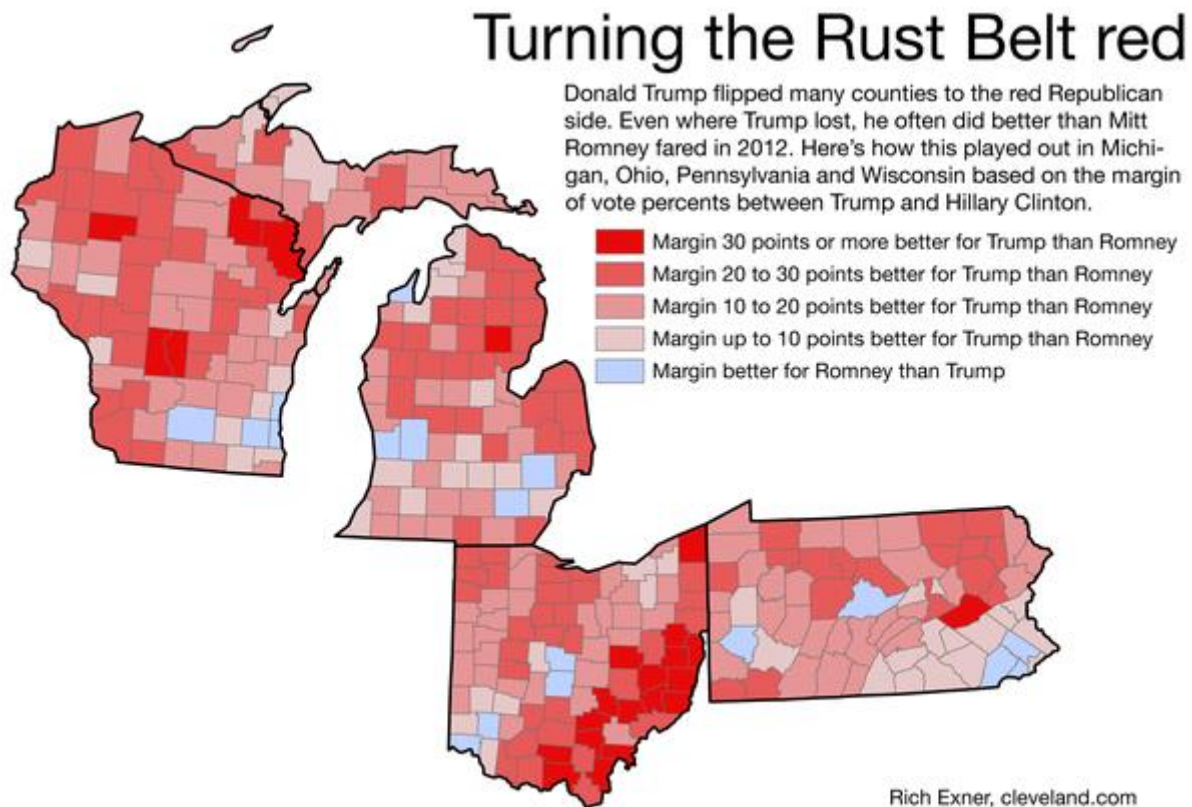 Turning the Rust Belt red
Donald Trump flipped many counties to the red Republican
side. Even where Trump lost, he often did better than Mitt
Romney fared in 2012. Here's how this played out in Michi-
gan, Ohio, Pennsylvania and Wisconsin based on the margin
of vote percents between Trump and Hillary Clinton.
Margin 30 points or more better for Trump than Romney
Margin 20 to 30 points better for Trump than Romney
Margin 10 to 20 points better for Trump than Romney
Margin up to 10 points better for Trump than Romney
Margin better for Romney than Trump
Rich Exner, cleveland.com